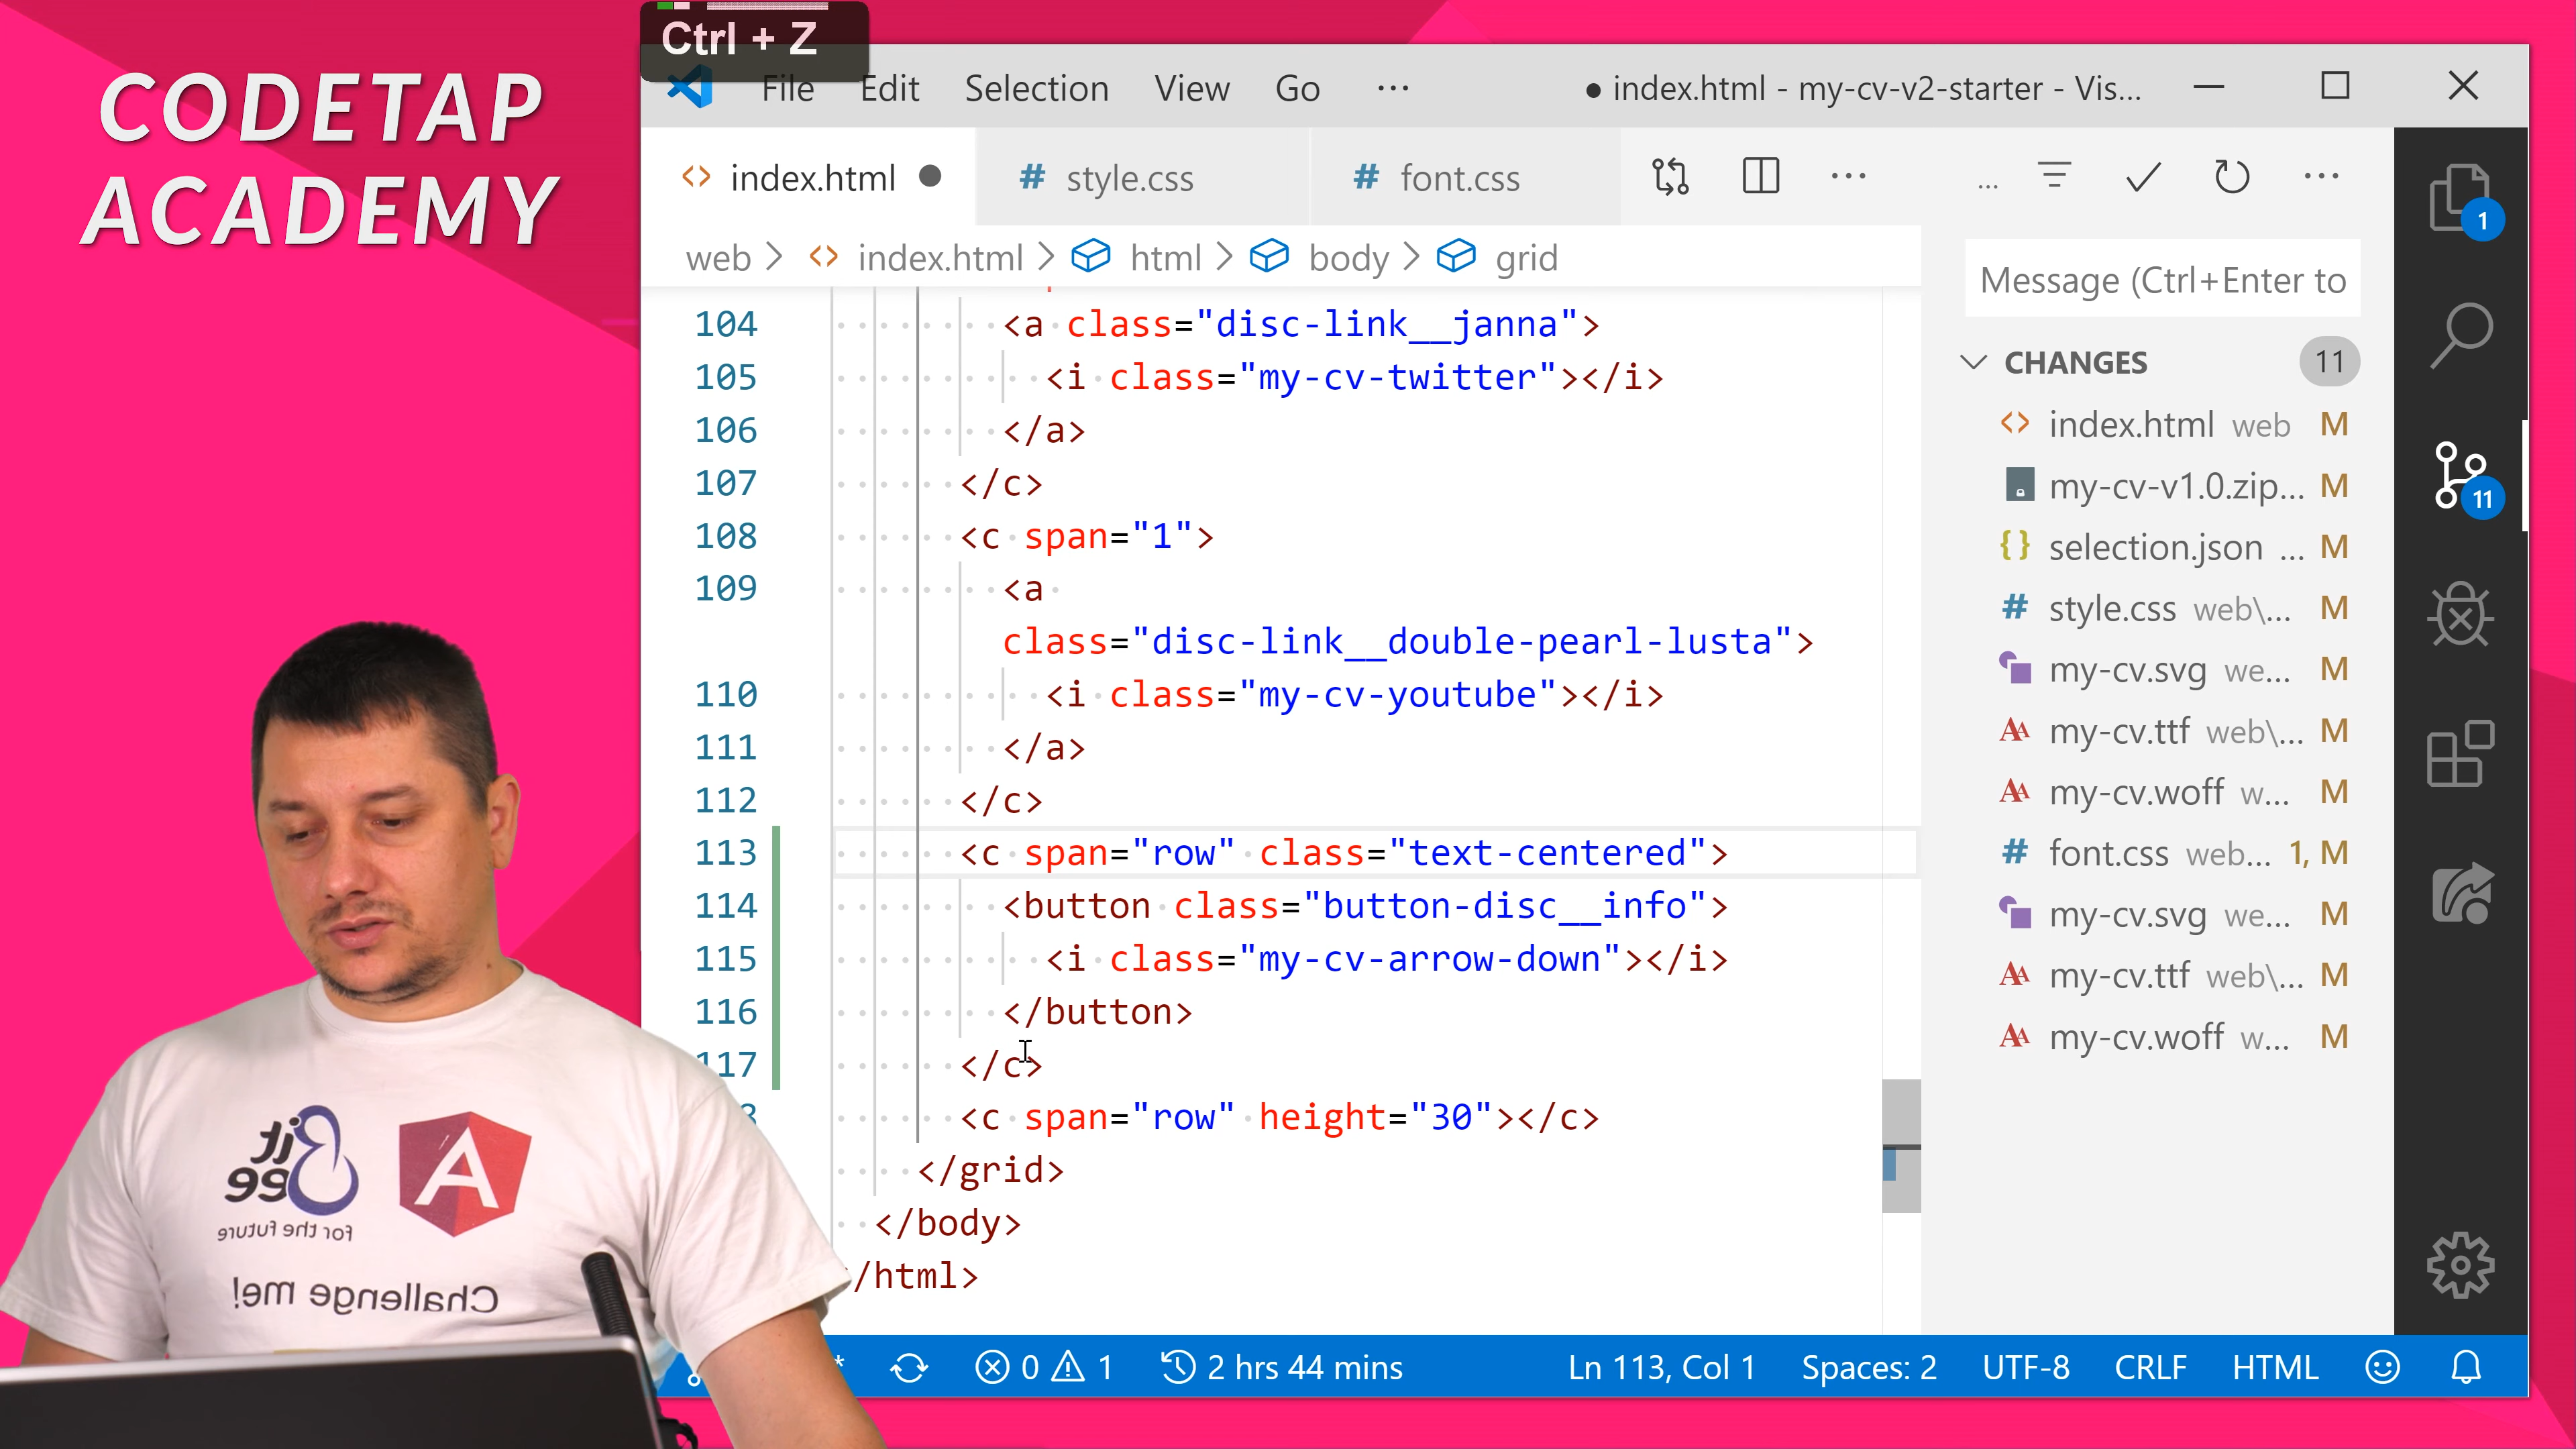 Ctrl + Z
CODETAP
ACADEMY
File Edit Selection View Go ...
● index.html - my-cv-v2-starter - Vis...
index.html ●
# style.css
# font.css
...
web > index.html > html > body > grid
104 <a class="disc-link__janna">
105 <i class="my-cv-twitter"></i>
106 </a>
107 </c>
108 <c span="1">
109 <a
class="disc-link__double-pearl-lusta">
110 <i class="my-cv-youtube"></i>
111 </a>
112 </c>
113 <c span="row" class="text-centered">
114 <button class="button-disc__info">
115 <i class="my-cv-arrow-down"></i>
116 </button>
117 </c>
<c span="row" height="30"></c>
</grid>
</body>
/html>
Message (Ctrl+Enter to
CHANGES 11
index.html web M
my-cv-v1.0.zip... M
{} selection.json ... M
# style.css web\... M
my-cv.svg we... M
my-cv.ttf web\... M
my-cv.woff w... M
# font.css web... 1, M
my-cv.svg we... M
my-cv.ttf web\... M
my-cv.woff w... M
1
11
Bit
Bee
for the future
A
Challenge me!
0 1 2 hrs 44 mins
Ln 113, Col 1 Spaces: 2 UTF-8 CRLF HTML